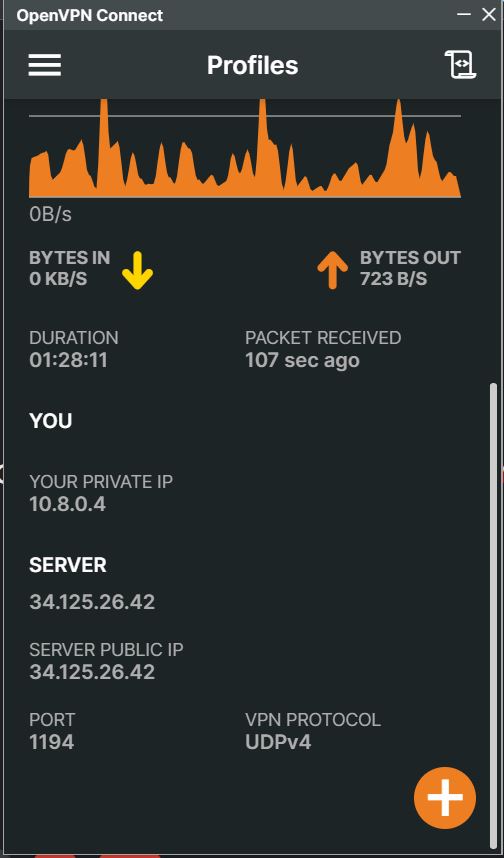 OpenVPN Connect
Profiles
0B/s
BYTES IN
0 KB/S
BYTES OUT
723 B/S
DURATION
01:28:11
PACKET RECEIVED
107 sec ago
YOU
YOUR PRIVATE IP
10.8.0.4
SERVER
34.125.26.42
SERVER PUBLIC IP
34.125.26.42
PORT
1194
VPN PROTOCOL
UDPv4